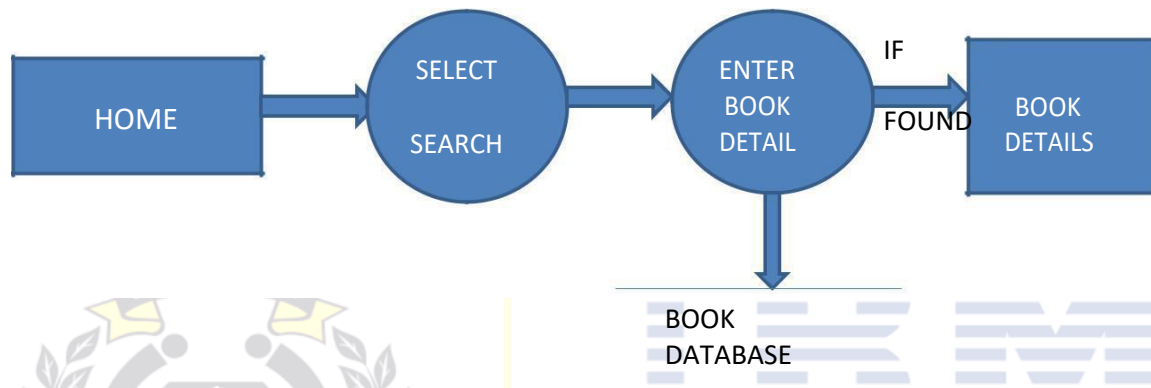 HOME
SELECT
SEARCH
ENTER
BOOK
DETAIL
IF
FOUND
BOOK
DETAILS
BOOK
DATABASE